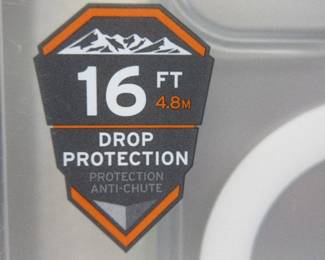 16 FT
4.8M
DROP
PROTECTION
PROTECTION
ANTI-CHUTE